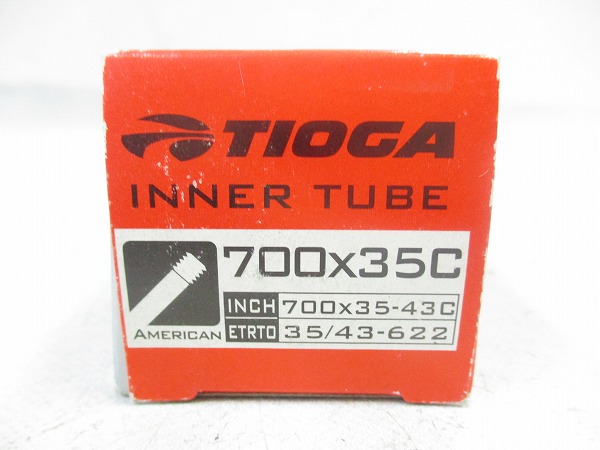 TIOGA
INNER TUBE
700x35C
INCH 700x35-43C
AMERICAN ETRTO 35/43-622